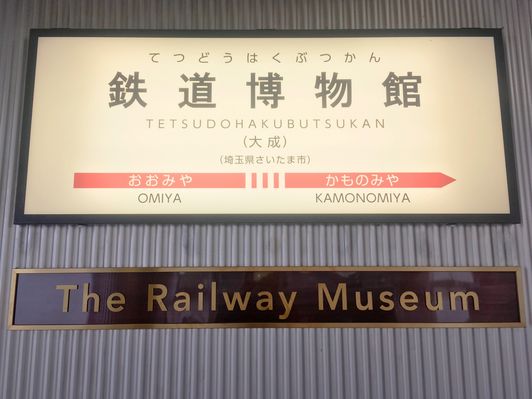 てつどうはくぶつかん
鉄道博物館
TETSUDOHAKUBUTSUKAN
（大成）
（埼玉県さいたま市）
おおみや かものみや
OMIYA KAMONOMIYA
The Railway Museum